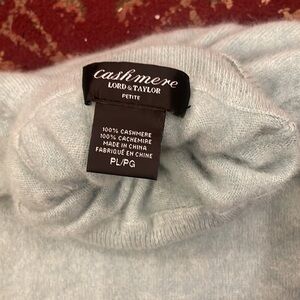 cashmere
LORD & TAYLOR
PETITE
100% CASHMERE
100% CACHEMIRE
MADE IN CHINA
FABRIQUÉ EN CHINE
PL/PG